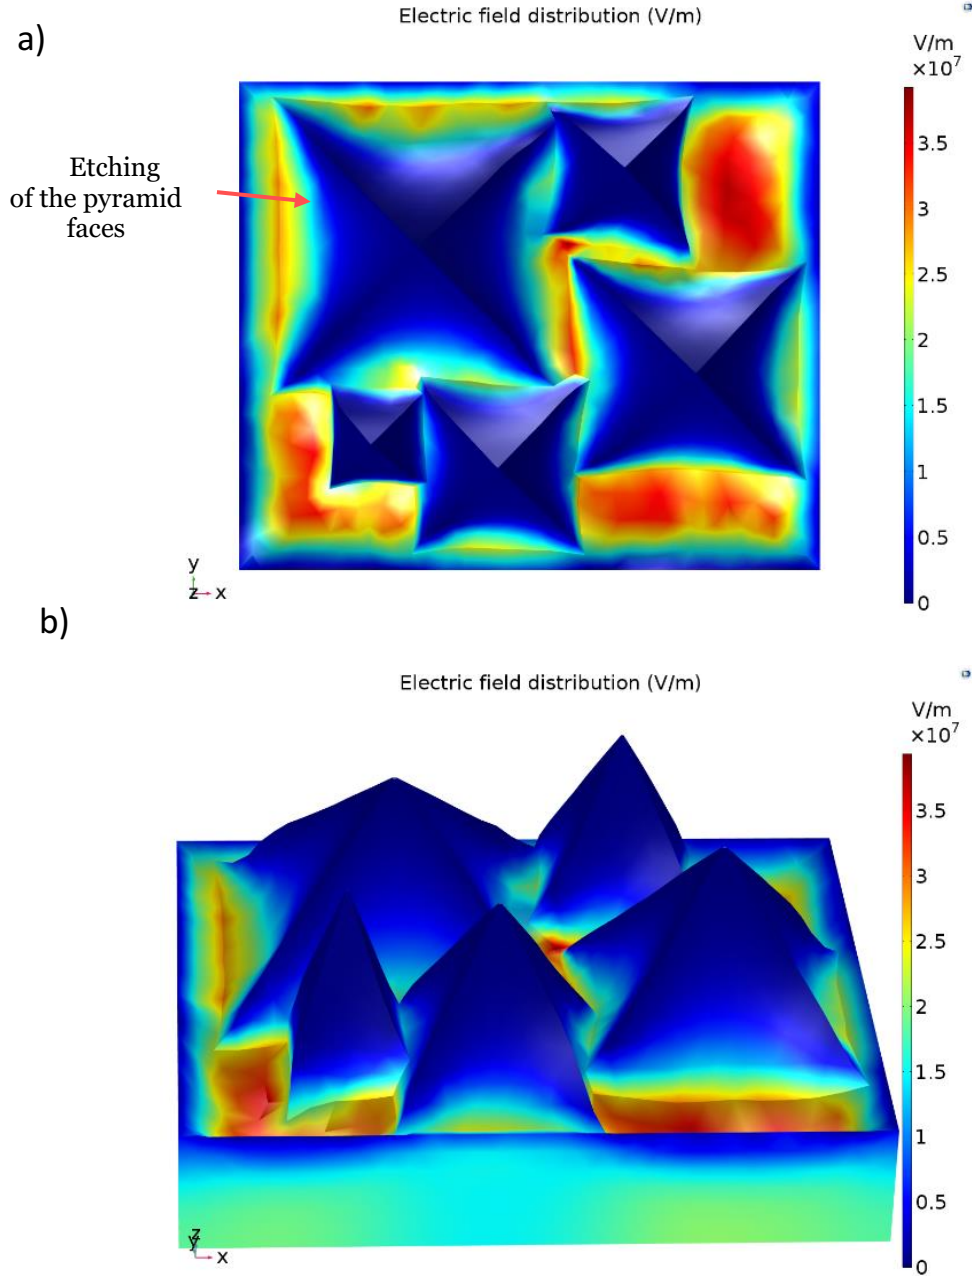 a)
Electric field distribution (V/m)
V/m
×10⁷
Etching
of the pyramid
faces
3.5
3
2.5
2
1.5
1
0.5
0
y
z x
b)
Electric field distribution (V/m)
V/m
×10⁷
3.5
3
2.5
2
1.5
1
0.5
0
z
y
x